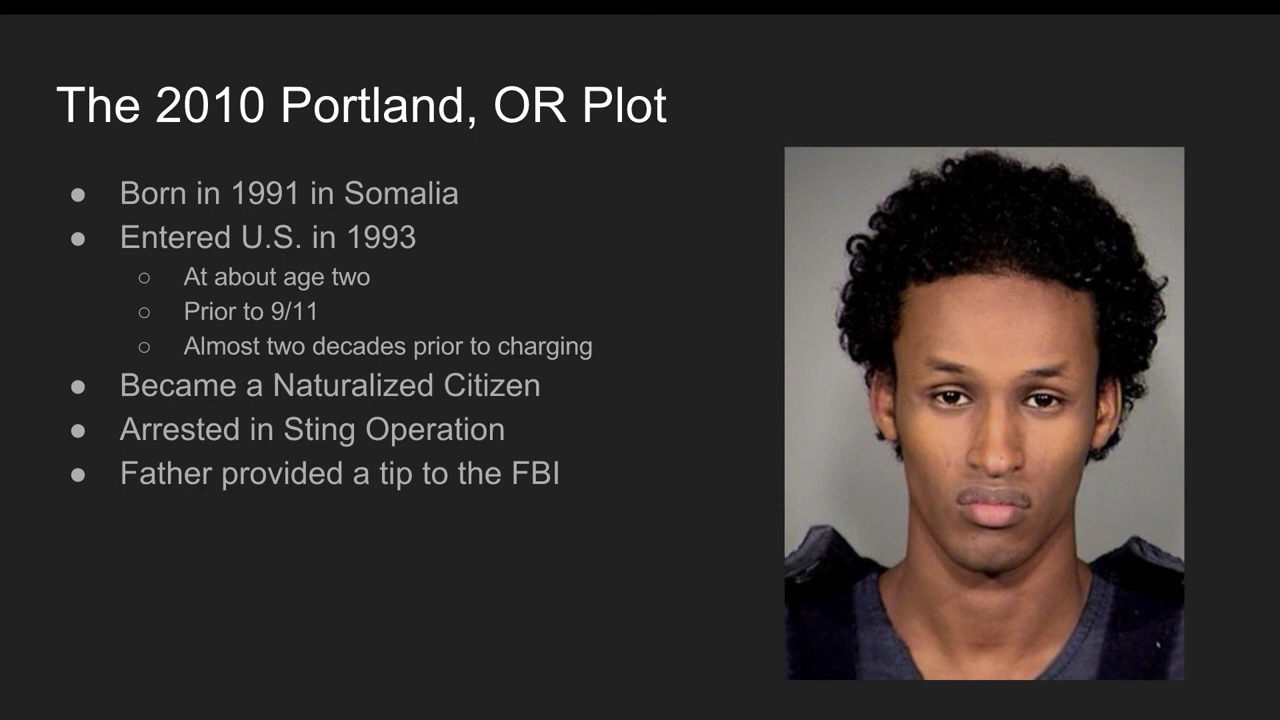 The 2010 Portland, OR Plot
● Born in 1991 in Somalia
● Entered U.S. in 1993
○ At about age two
○ Prior to 9/11
○ Almost two decades prior to charging
● Became a Naturalized Citizen
● Arrested in Sting Operation
● Father provided a tip to the FBI